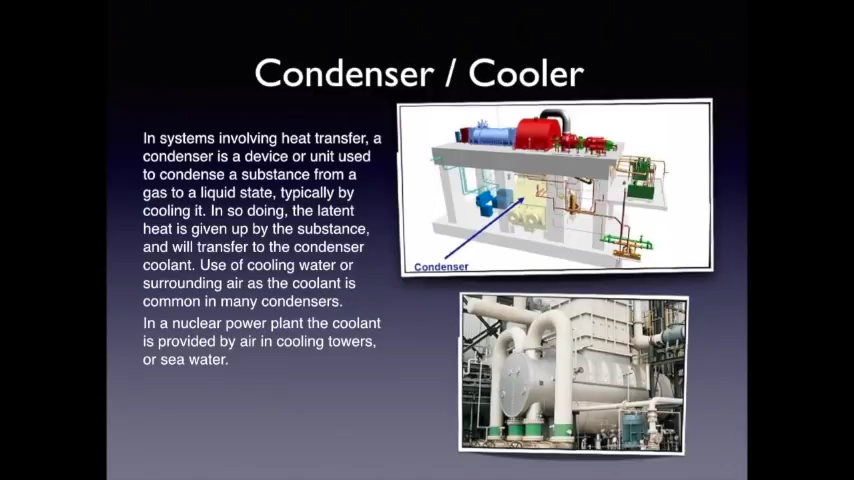 Condenser / Cooler
In systems involving heat transfer, a
condenser is a device or unit used
to condense a substance from a
gas to a liquid state, typically by
cooling it. In so doing, the latent
heat is given up by the substance,
and will transfer to the condenser
coolant. Use of cooling water or
surrounding air as the coolant is
common in many condensers.
In a nuclear power plant the coolant
is provided by air in cooling towers,
or sea water.
Condenser